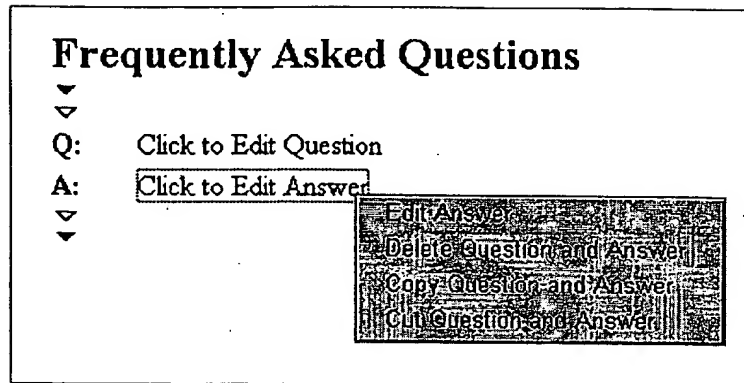 Frequently Asked Questions
Q: Click to Edit Question
A: Click to Edit Answer
Edit Answer
Delete Question and Answer
Copy Question and Answer
Cut Question and Answer